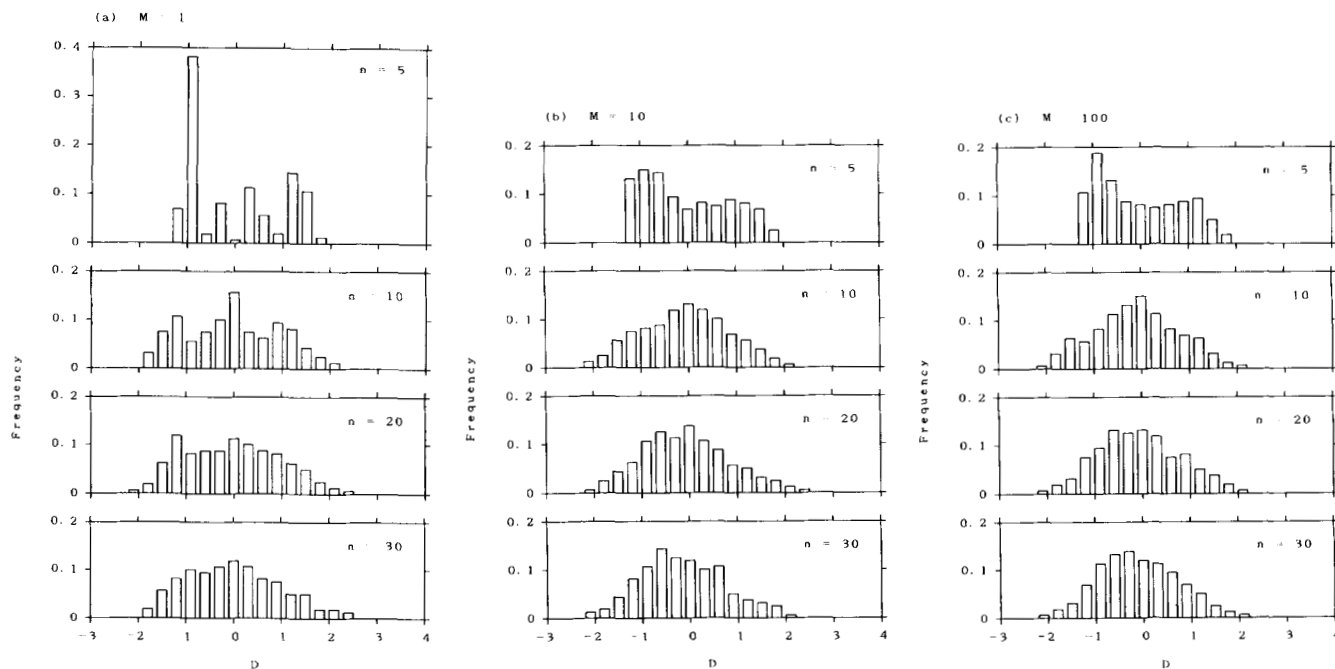 (a) M = 1
0.4
0.3
0.2
0.1
0
n = 5
0.2
0.1
0
n = 10
0.2
0.1
0
n = 20
0.2
0.1
0
n = 30
-3 -2 -1 0 1 2 3 4
D
Frequency
(b) M = 10
0.2
0.1
0
n = 5
0.2
0.1
0
n = 10
0.2
0.1
0
n = 20
0.2
0.1
0
n = 30
-3 -2 -1 0 1 2 3 4
D
Frequency
(c) M 100
0.2
0.1
0
n = 5
0.2
0.1
0
n = 10
0.2
0.1
0
n = 20
0.2
0.1
0
n = 30
-3 -2 -1 0 1 2 3 4
D
Frequency